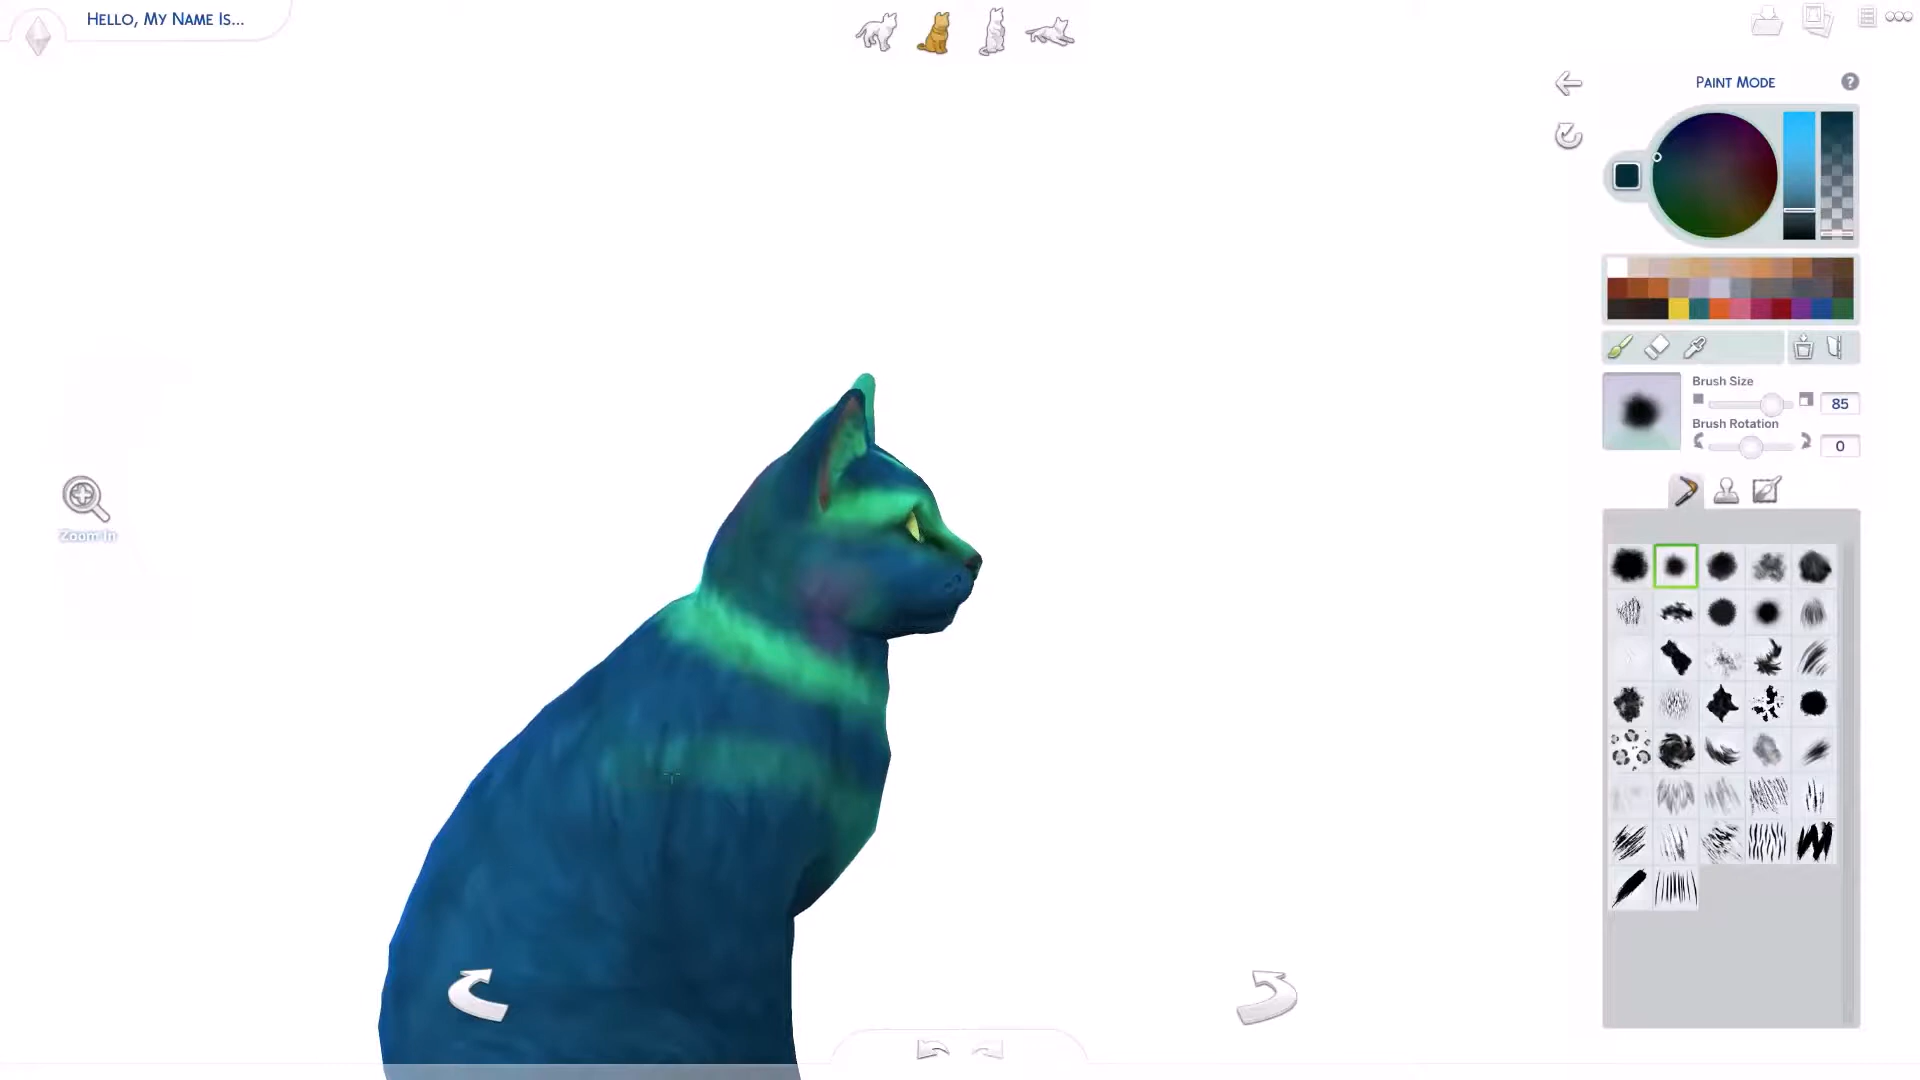 HELLO, MY NAME IS...
PAINT MODE
?
Brush Size
85
Brush Rotation
0
Zoom In